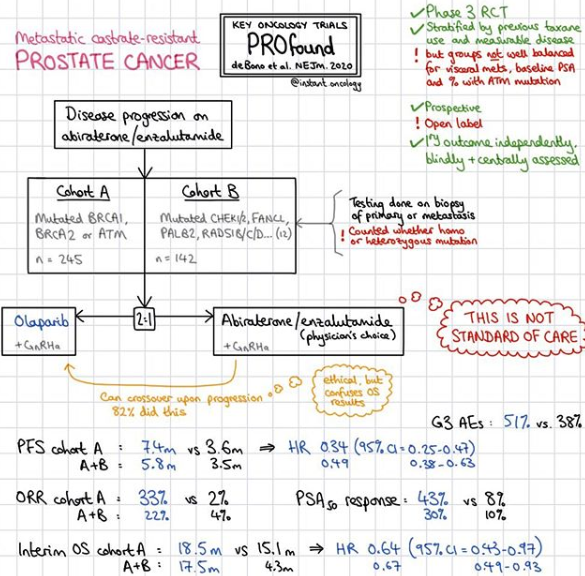 Metastatic castrate-resistant
PROSTATE CANCER
KEY ONCOLOGY TRIALS
PROfound
de Bono et al. NEJm. 2020
@instant.oncology
✓ Phase 3 RCT
✓ Stratified by previous taxane
use and measurable disease
! but groups not well balanced
for visceral mets, baseline PSA
and % with ATM mutation
✓ Prospective
! Open label
✓ 1ry outcome independently,
blindly + centrally assessed
Disease progression on
abiraterone/enzalutamide
Cohort A
Mutated BRCA1,
BRCA2 or ATM
n = 245
Cohort B
Mutated CHEK1/2, FANCL,
PALB2, RAD51B/C/D... (12)
n = 142
Testing done on biopsy
of primary or metastasis
! Counted whether homo
or heterozygous mutation
Olaparib
+ GnRHa
2:1
Abiraterone/enzalutamide
(physician's choice)
+ GnRHa
THIS IS NOT
STANDARD OF CARE
Can crossover upon progression
82% did this
ethical, but
confuses OS
results
G3 AEs : 51% vs. 38%
PFS cohort A : 7.4m vs 3.6m ⇒ HR 0.34 (95% CI = 0.25-0.47)
A+B : 5.8m 3.5m 0.49 0.38-0.63
ORR cohort A : 33% vs 2% PSA50 response : 43% vs 8%
A+B : 22% 4% 30% 10%
Interim OS cohort A : 18.5m vs 15.1m ⇒ HR 0.64 (95% CI = 0.43-0.97)
A+B : 17.5m 4.3m 0.67 0.49-0.93